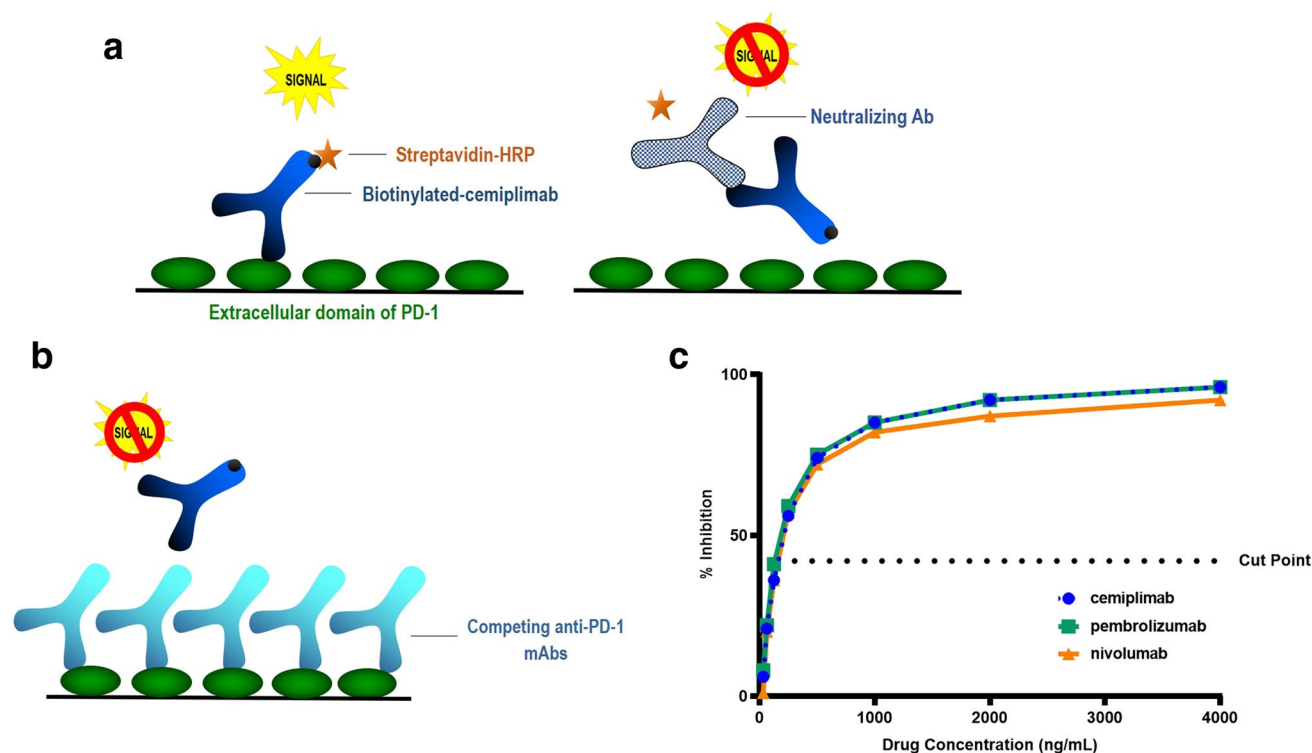 a
SIGNAL
Streptavidin-HRP
Biotinylated-cemiplimab
Extracellular domain of PD-1
SIGNAL
Neutralizing Ab
b
SIGNAL
Competing anti-PD-1
mAbs
c
% Inhibition
100
50
0
0 1000 2000 3000 4000
Drug Concentration (ng/mL)
Cut Point
cemiplimab
pembrolizumab
nivolumab